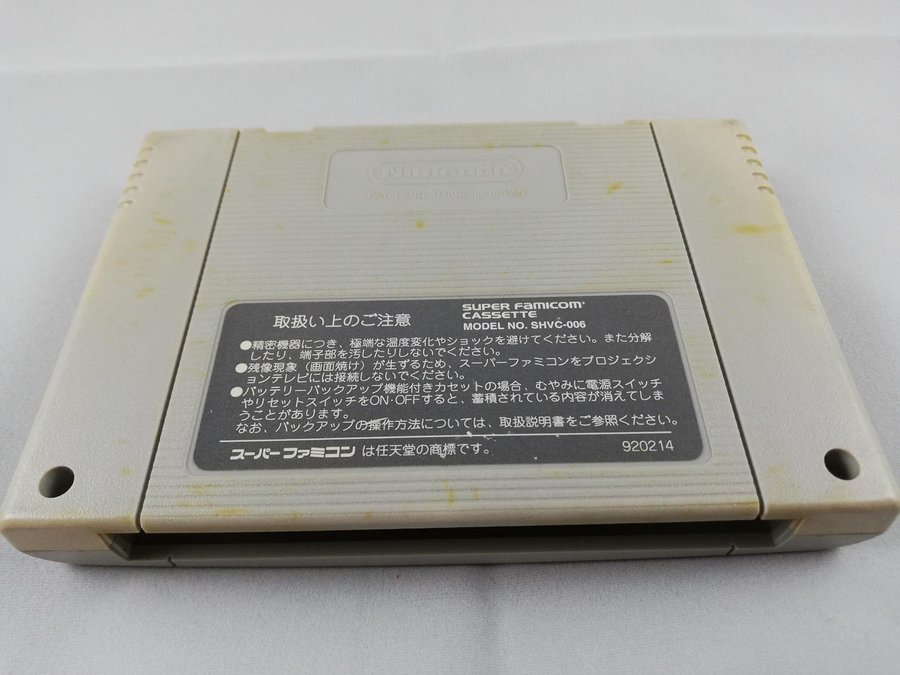 Nintendo
PAT. PEND. MADE IN JAPAN
取扱い上のご注意
SUPER FAMICOM
CASSETTE
MODEL NO. SHVC-006
●精密機器につき、極端な温度変化やショックを避けてください。また分解
したり、端子部を汚したりしないでください。
●残像現象（画面焼け）が生ずるため、スーパーファミコンをプロジェクシ
ョンテレビには接続しないでください。
●バッテリーバックアップ機能付きカセットの場合、むやみに電源スイッチ
やリセットスイッチをON・OFFすると、蓄積されている内容が消えてしま
うことがあります。
なお、バックアップの操作方法については、取扱説明書をご参照ください。
スーパーファミコン は任天堂の商標です。 920214